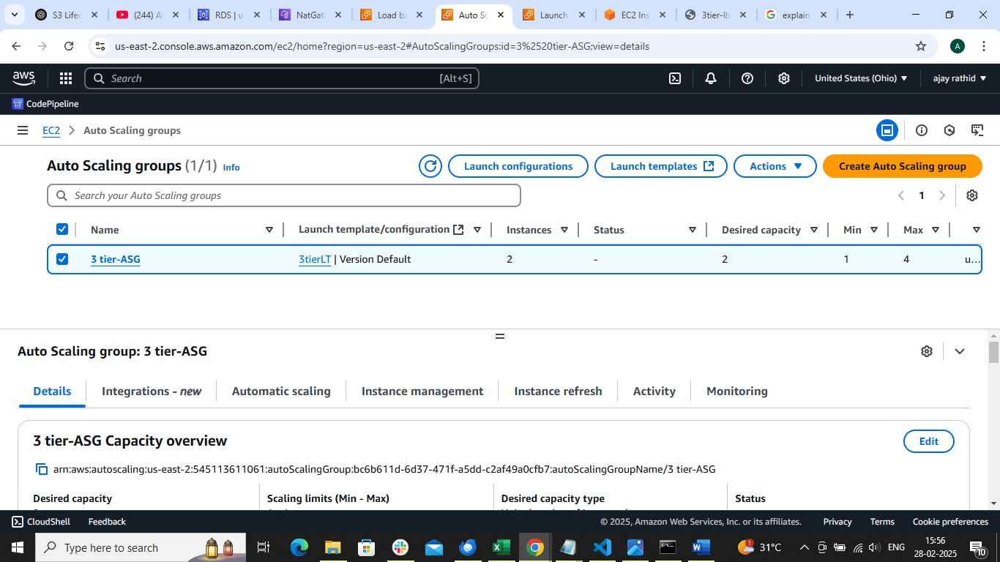 S3 Lifec
(244) A
RDS | u
NatGat
Load ba
Auto Sc
Launch
EC2 Ins
3tier-lb
explain
us-east-2.console.aws.amazon.com/ec2/home?region=us-east-2#AutoScalingGroups:id=3%2520tier-ASG;view=details
A
aws
Search [Alt+S]
United States (Ohio)
ajay rathid
CodePipeline
EC2 > Auto Scaling groups
Auto Scaling groups (1/1) Info
Launch configurations
Launch templates
Actions
Create Auto Scaling group
Search your Auto Scaling groups
1
Name Launch template/configuration Instances Status Desired capacity Min Max
3 tier-ASG 3tierLT | Version Default 2 - 2 1 4 u...
Auto Scaling group: 3 tier-ASG
Details Integrations - new Automatic scaling Instance management Instance refresh Activity Monitoring
3 tier-ASG Capacity overview
Edit
arn:aws:autoscaling:us-east-2:545113611061:autoScalingGroup:bc6b611d-6d37-471f-a5dd-c2af49a0cfb7:autoScalingGroupName/3 tier-ASG
Desired capacity Scaling limits (Min - Max) Desired capacity type Status
CloudShell Feedback © 2025, Amazon Web Services, Inc. or its affiliates. Privacy Terms Cookie preferences
Type here to search
1
31°C
ENG
15:56
28-02-2025
10